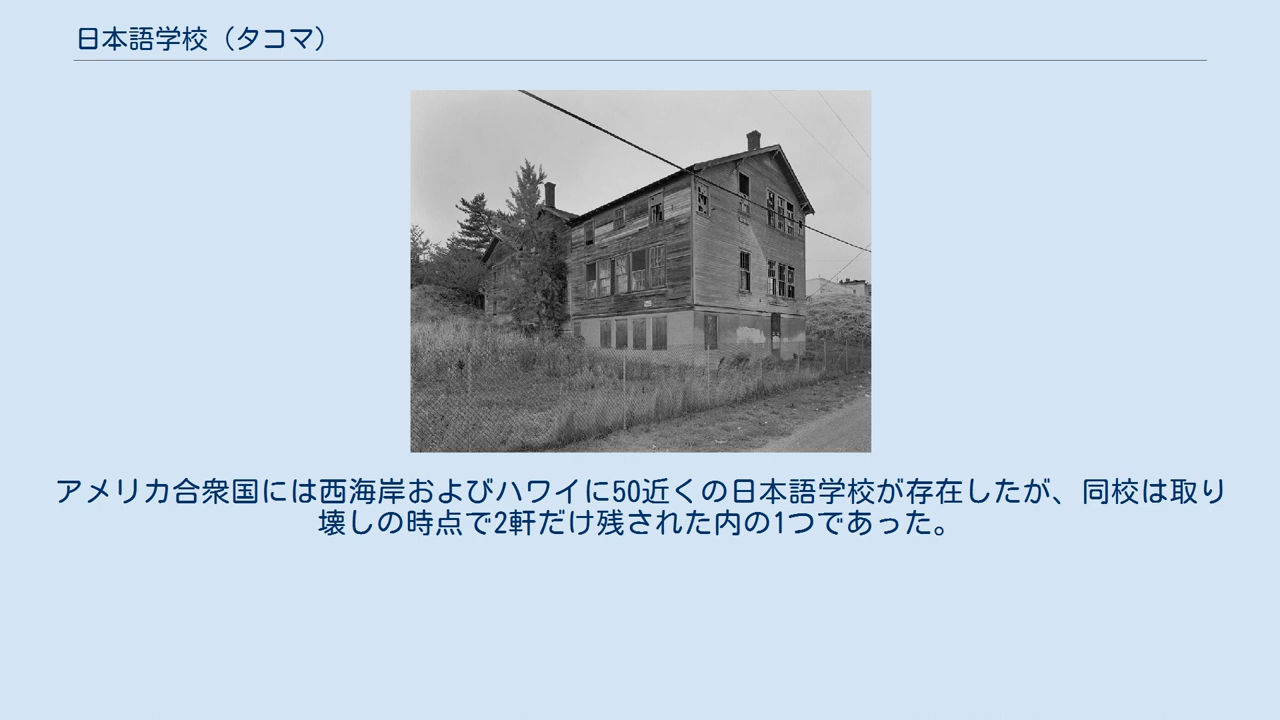 日本語学校（タコマ）
アメリカ合衆国には西海岸およびハワイに50近くの日本語学校が存在したが、同校は取り
壊しの時点で2軒だけ残された内の1つであった。